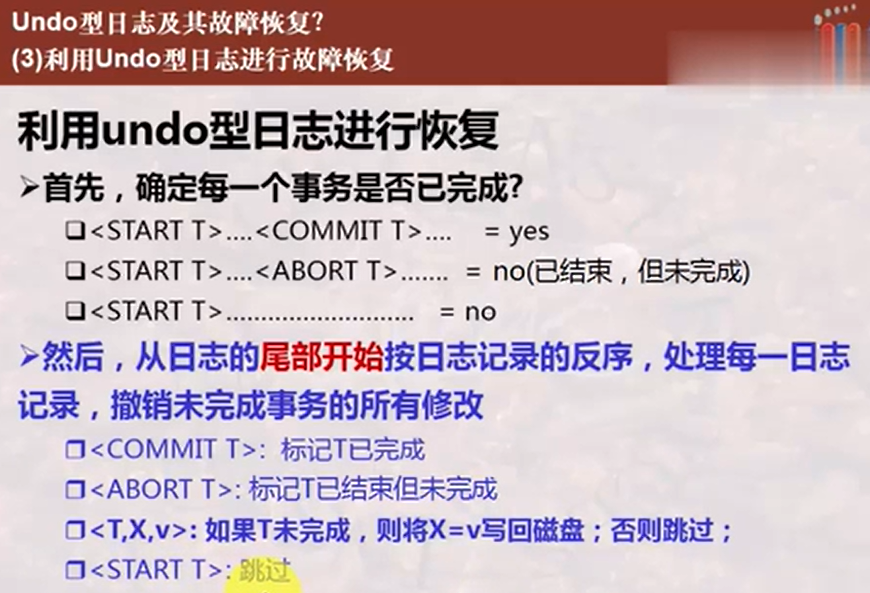 Undo型日志及其故障恢复?
(3)利用Undo型日志进行故障恢复
利用undo型日志进行恢复
➢首先，确定每一个事务是否已完成?
❑<START T>....<COMMIT T>.... = yes
❑<START T>....<ABORT T>....... = no(已结束，但未完成)
❑<START T>.......................... = no
➢然后，从日志的尾部开始按日志记录的反序，处理每一日志
记录，撤销未完成事务的所有修改
❑<COMMIT T>: 标记T已完成
❑<ABORT T>: 标记T已结束但未完成
❑<T,X,v>: 如果T未完成，则将X=v写回磁盘；否则跳过；
❑<START T>: 跳过